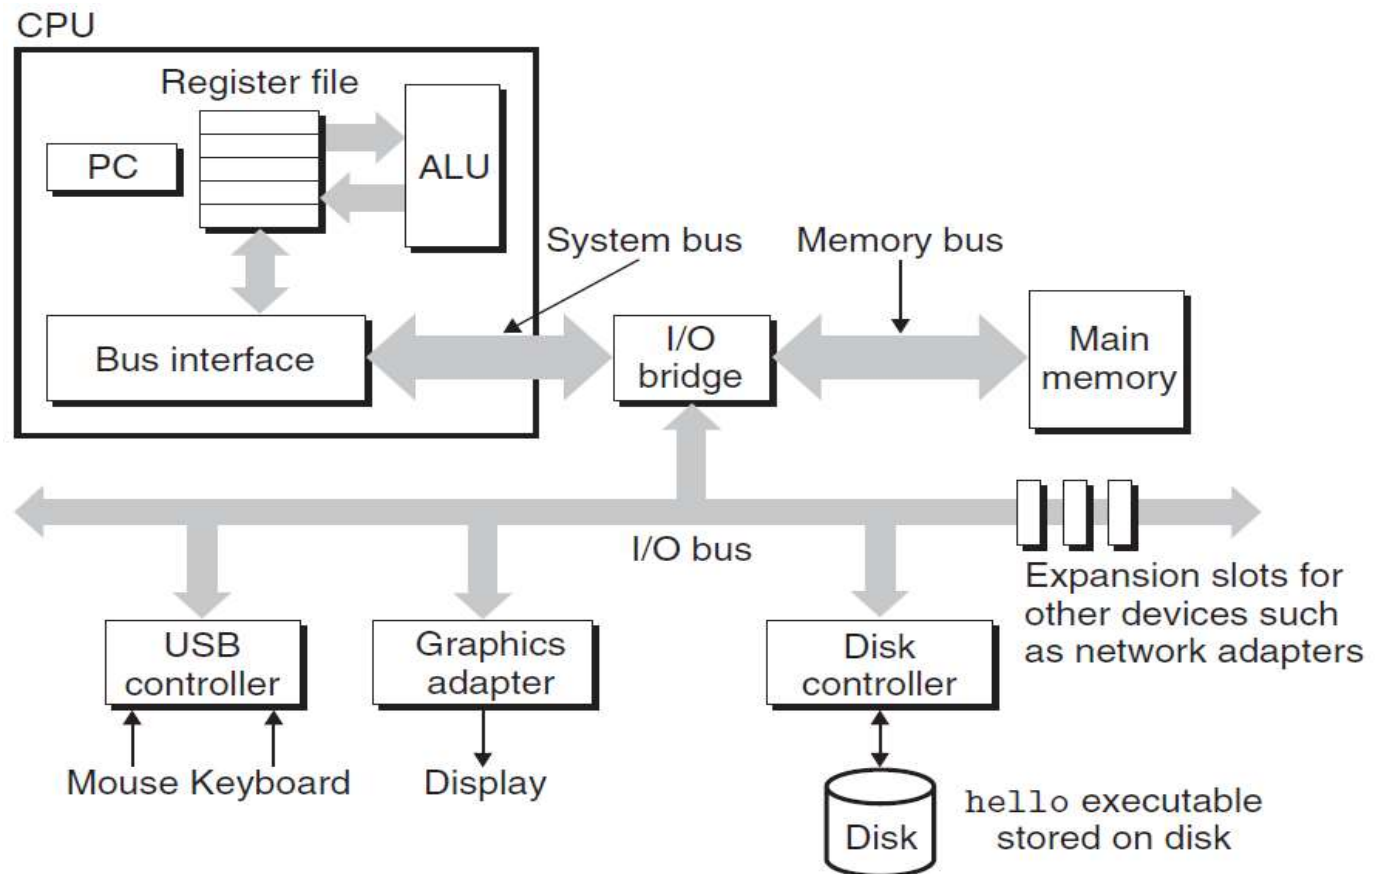 CPU
Register file
PC
ALU
System bus
Memory bus
Bus interface
I/O
bridge
Main
memory
I/O bus
Expansion slots for
other devices such
as network adapters
USB
controller
Graphics
adapter
Disk
controller
Mouse Keyboard
Display
Disk
hello executable
stored on disk